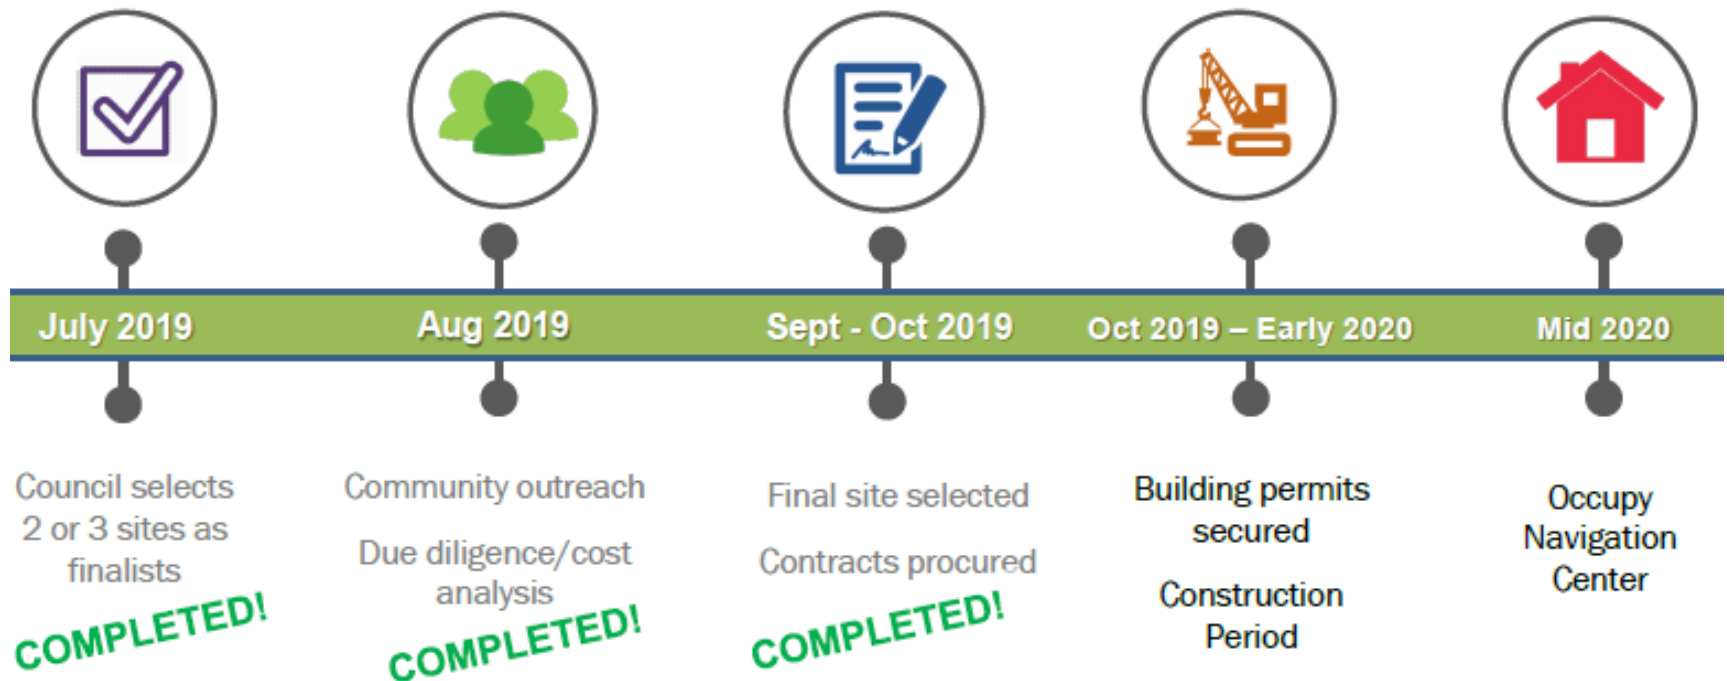 July 2019
Aug 2019
Sept - Oct 2019
Oct 2019 – Early 2020
Mid 2020
Council selects
2 or 3 sites as
finalists
COMPLETED!
Community outreach
Due diligence/cost
analysis
COMPLETED!
Final site selected
Contracts procured
COMPLETED!
Building permits
secured
Construction
Period
Occupy
Navigation
Center